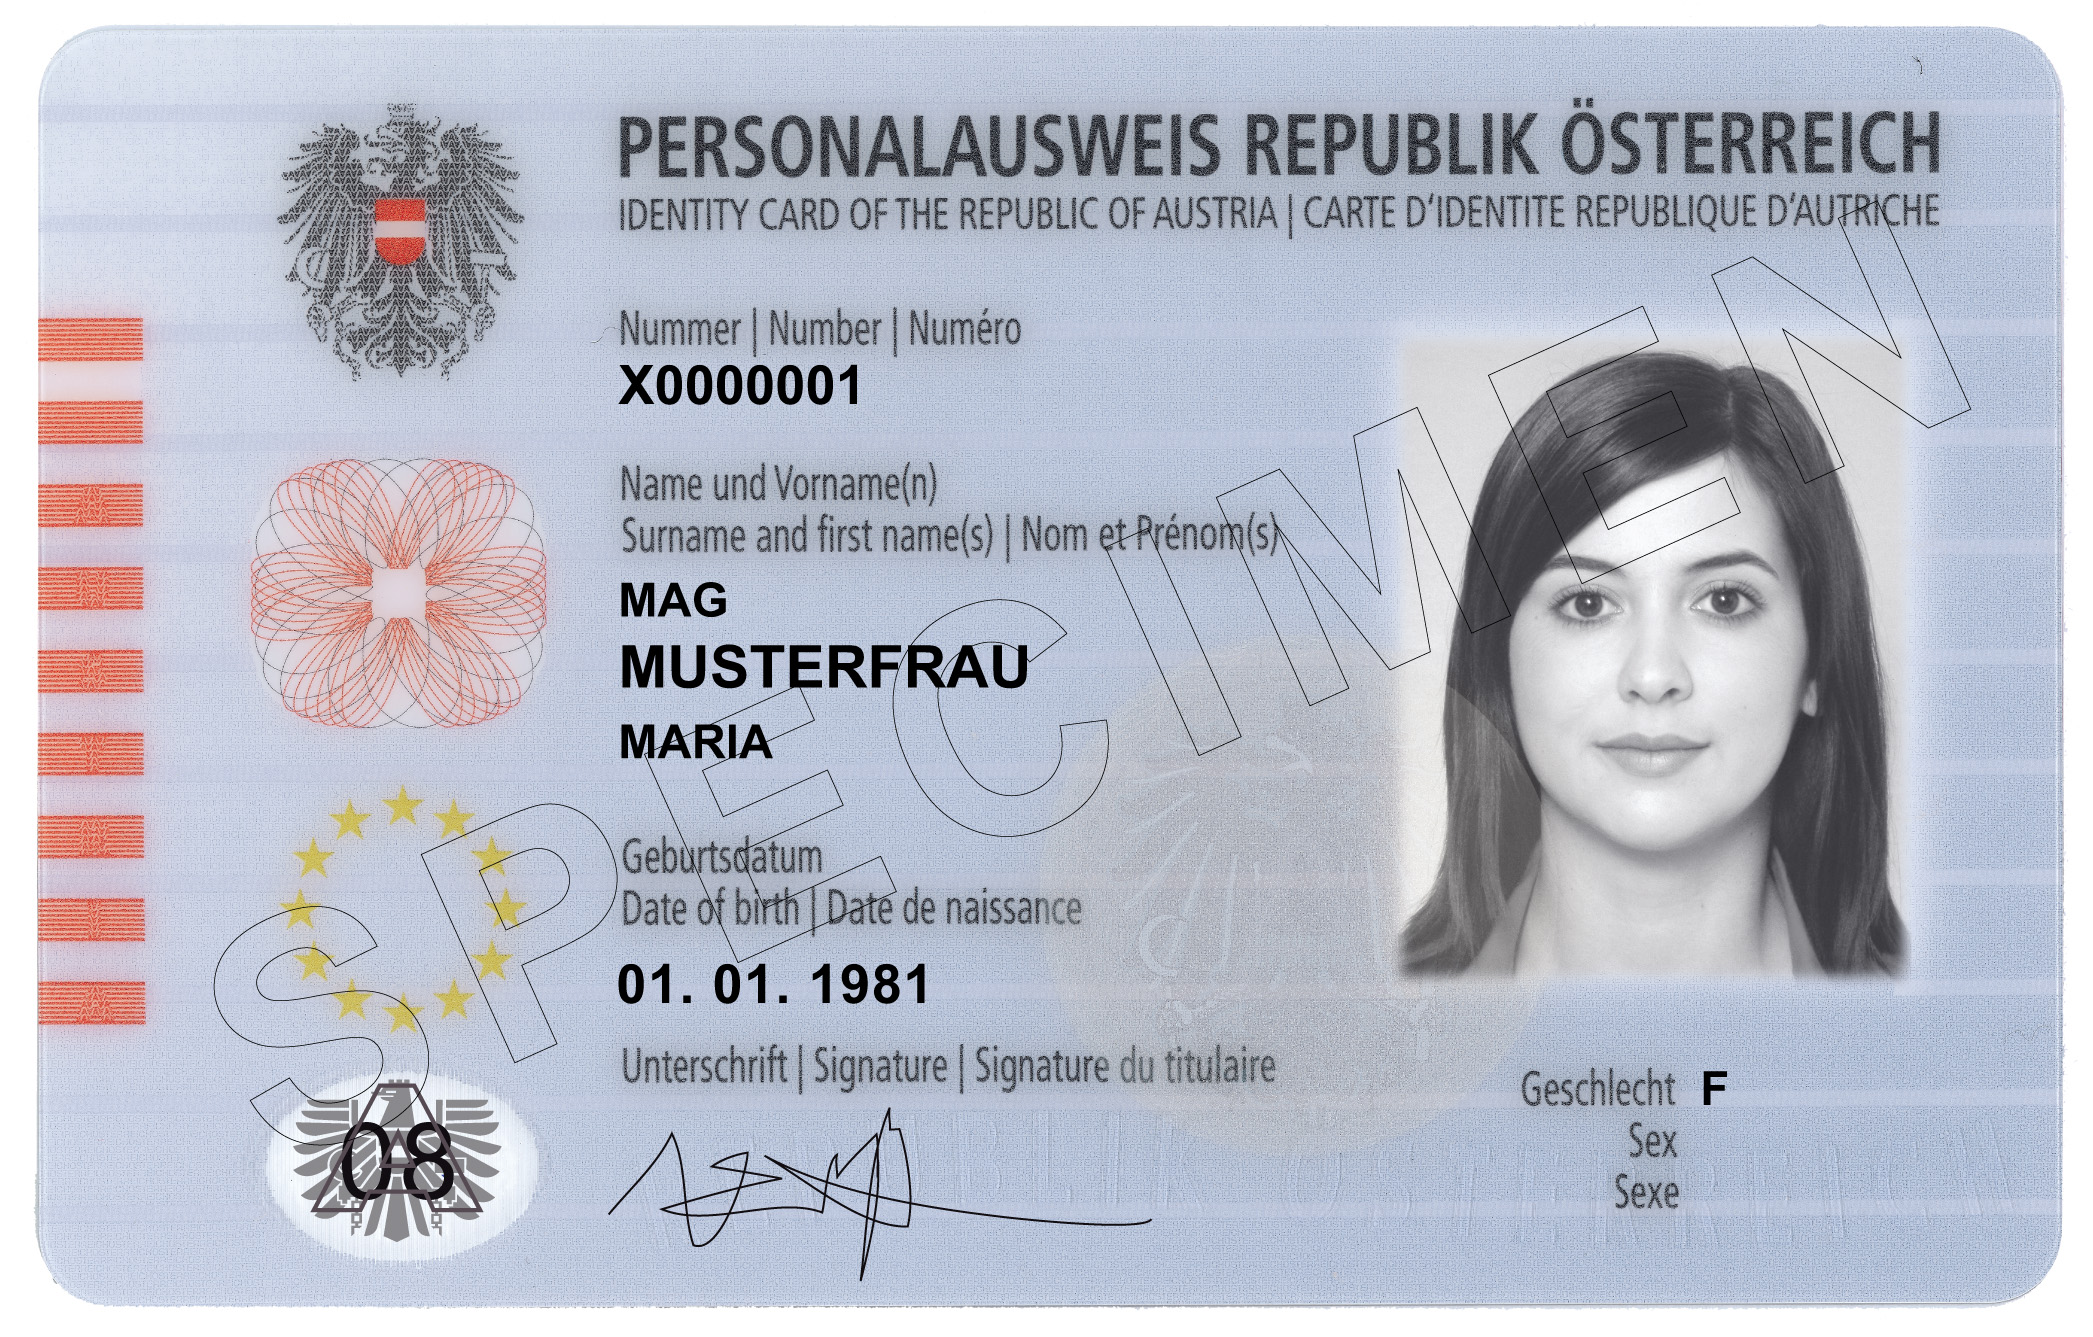 PERSONALAUSWEIS REPUBLIK ÖSTERREICH
IDENTITY CARD OF THE REPUBLIC OF AUSTRIA | CARTE D'IDENTITE REPUBLIQUE D'AUTRICHE
Nummer | Number | Numéro
X0000001
Name und Vorname(n)
Surname and first name(s) | Nom et Prénom(s)
MAG
MUSTERFRAU
MARIA
Geburtsdatum
Date of birth | Date de naissance
01. 01. 1981
Unterschrift | Signature | Signature du titulaire
Geschlecht F
Sex
Sexe
08
SPECIMEN